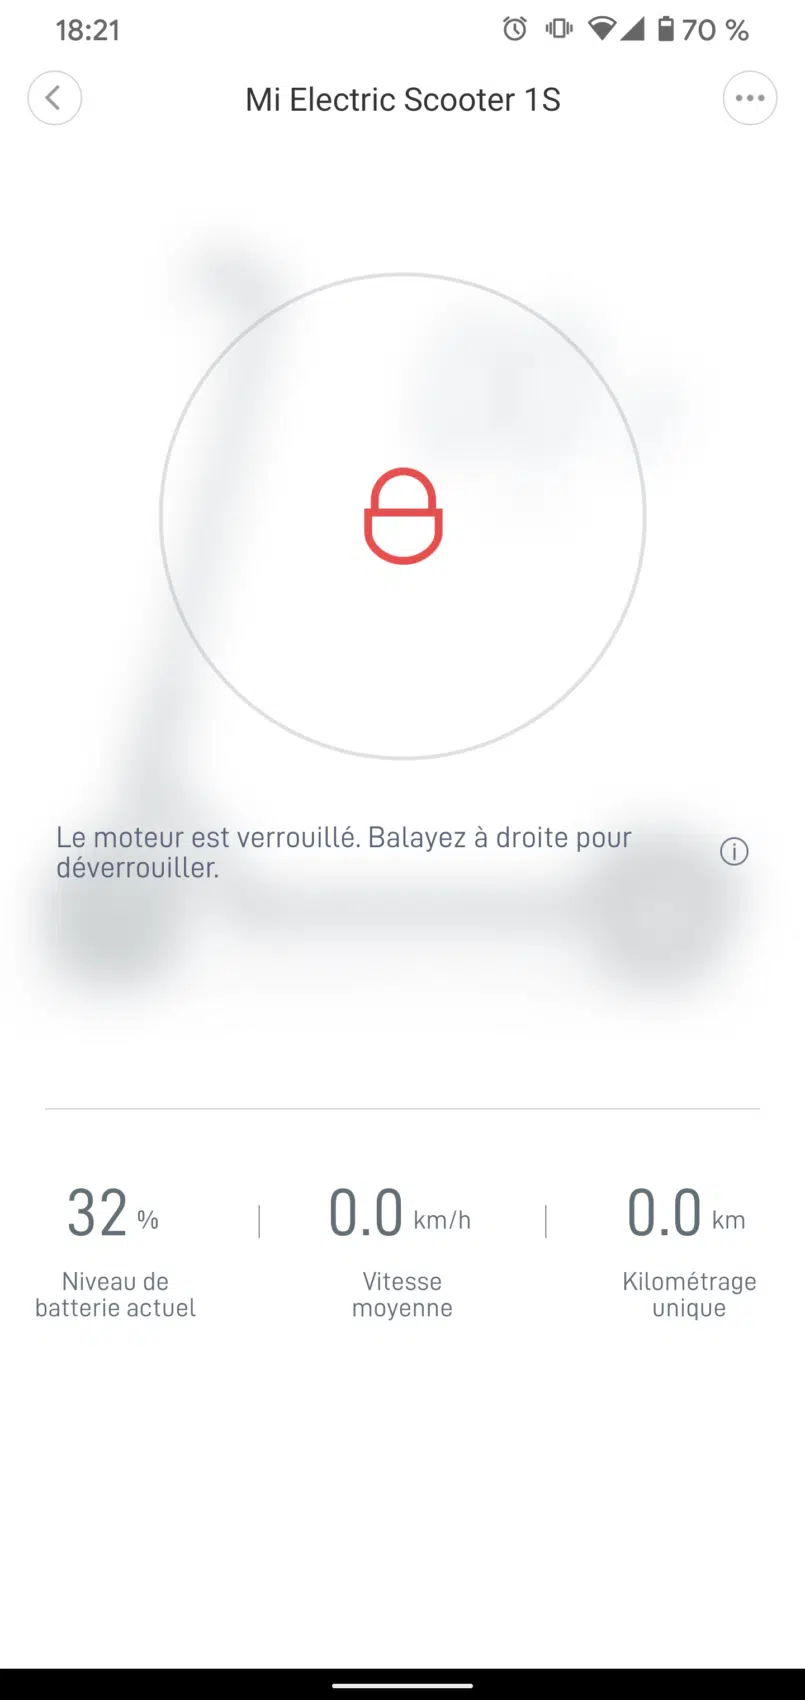 18:21
70 %
Mi Electric Scooter 1S
Le moteur est verrouillé. Balayez à droite pour
déverrouiller.
32 %
0.0 km/h
0.0 km
Niveau de
batterie actuel
Vitesse
moyenne
Kilométrage
unique